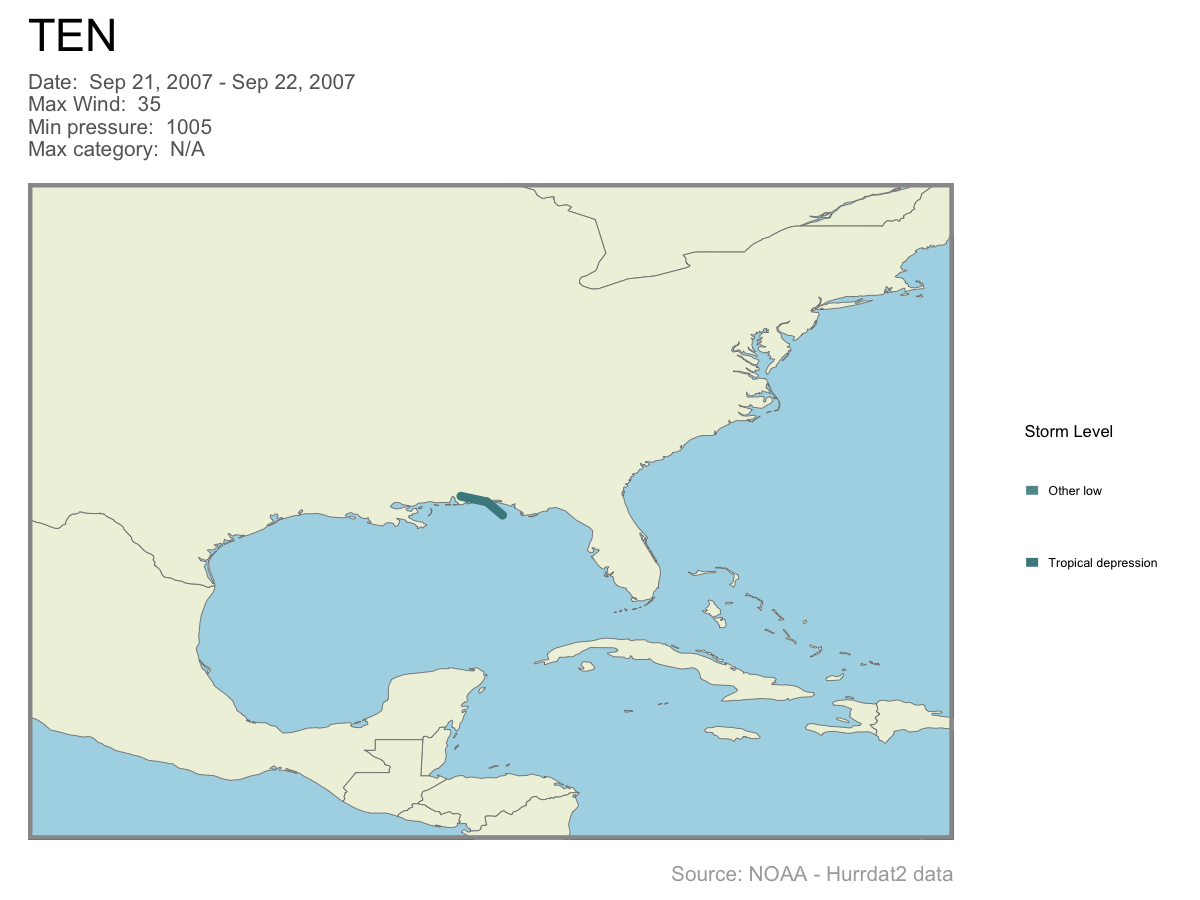 TEN
Date:  Sep 21, 2007 - Sep 22, 2007
Max Wind:  35
Min pressure:  1005
Max category:  N/A
Storm Level
Other low
Tropical depression
Source: NOAA - Hurrdat2 data